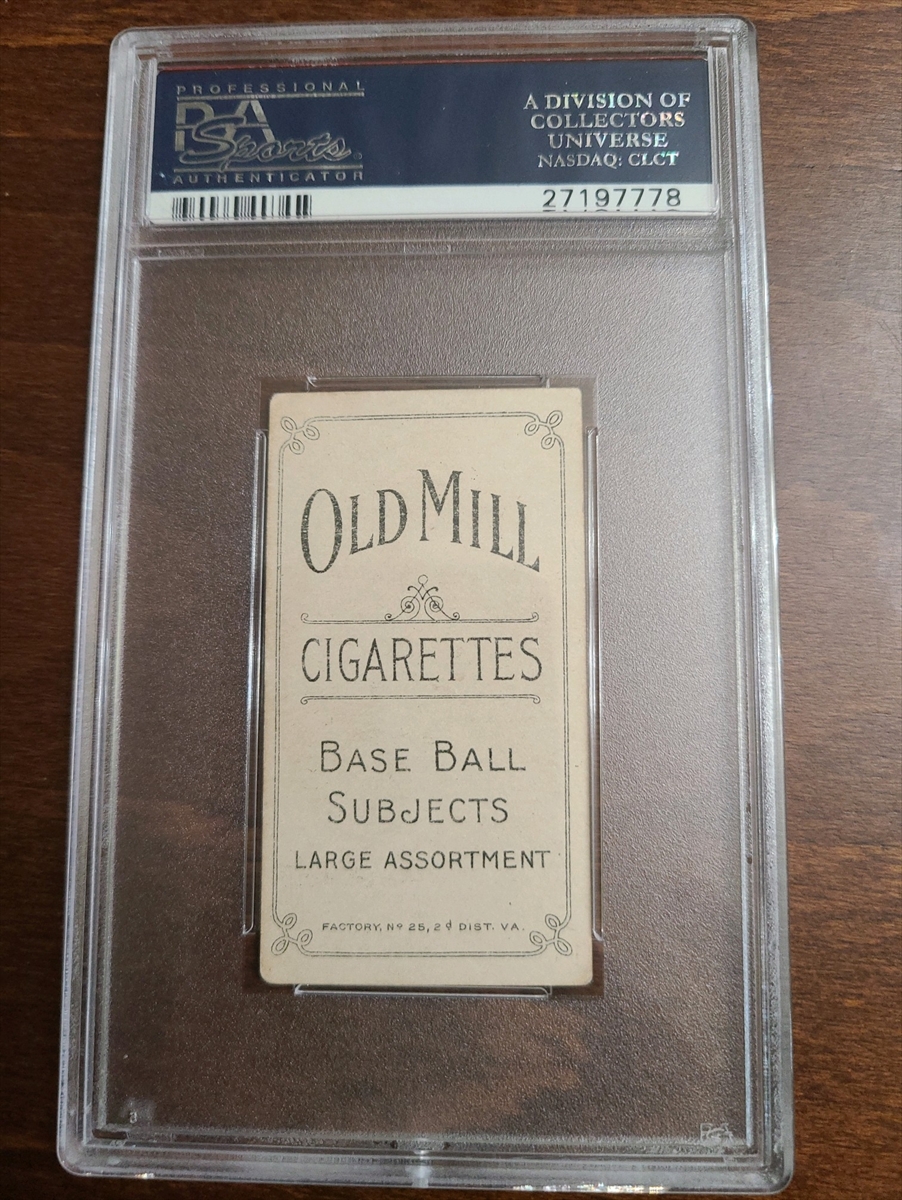 PROFESSIONAL
PSA
Sports
AUTHENTICATOR
A DIVISION OF
COLLECTORS
UNIVERSE
NASDAQ: CLCT
27197778
OLD MILL
CIGARETTES
BASE BALL
SUBJECTS
LARGE ASSORTMENT
FACTORY, Nº 25, 2ᵈ DIST. VA.